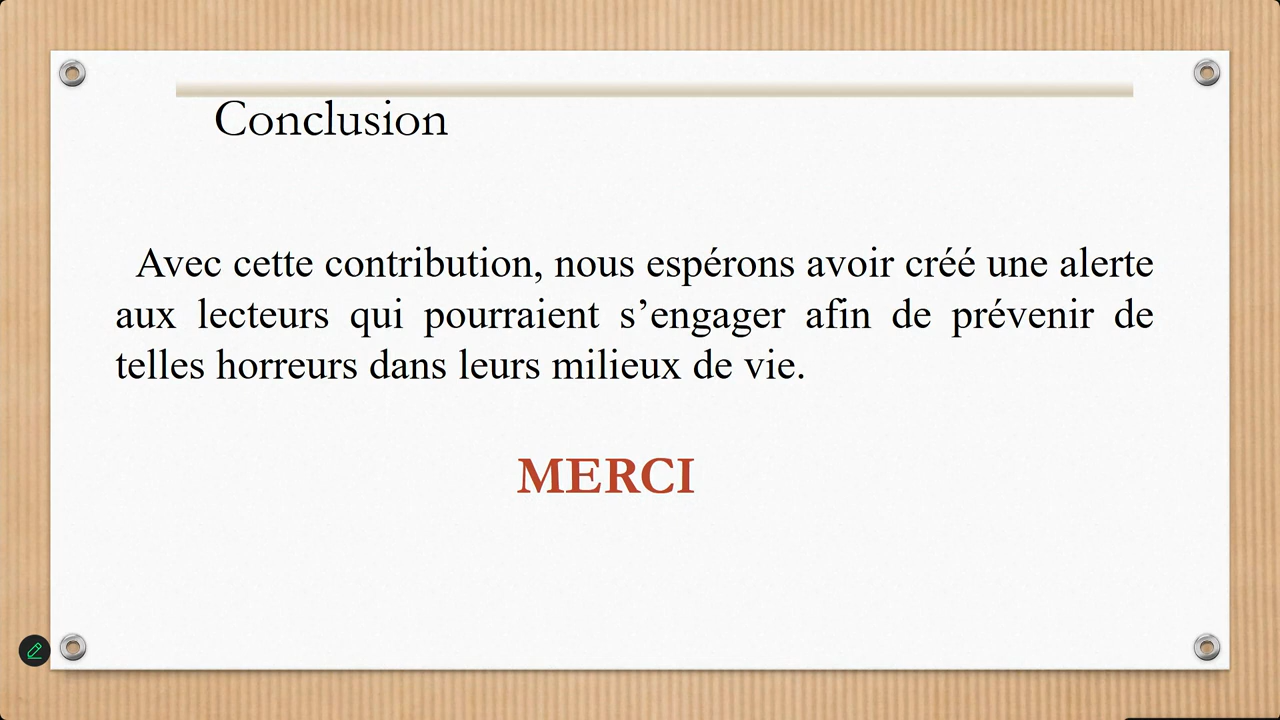 Conclusion
Avec cette contribution, nous espérons avoir créé une alerte
aux lecteurs qui pourraient s’engager afin de prévenir de
telles horreurs dans leurs milieux de vie.
MERCI